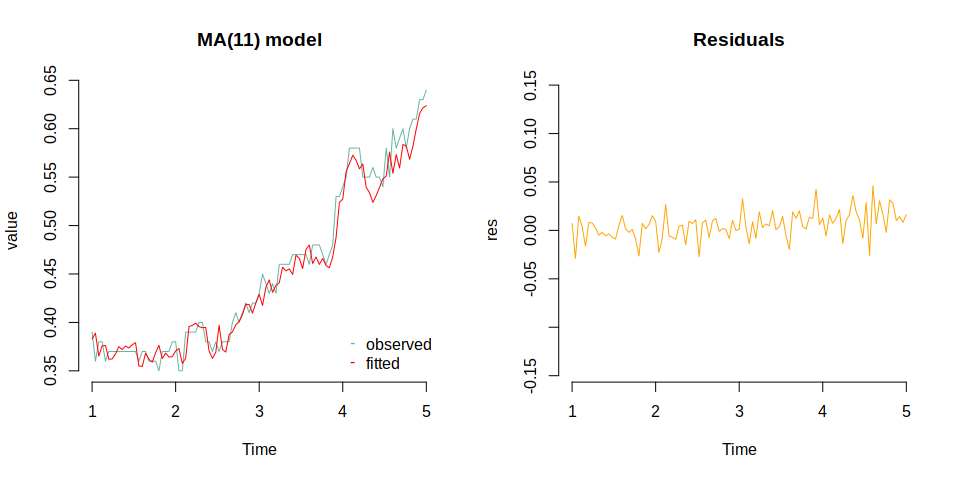 MA(11) model
value
0.65
0.60
0.55
0.50
0.45
0.40
0.35
observed
fitted
1 2 3 4 5
Time
Residuals
res
0.15
0.10
0.05
0.00
-0.05
-0.15
1 2 3 4 5
Time